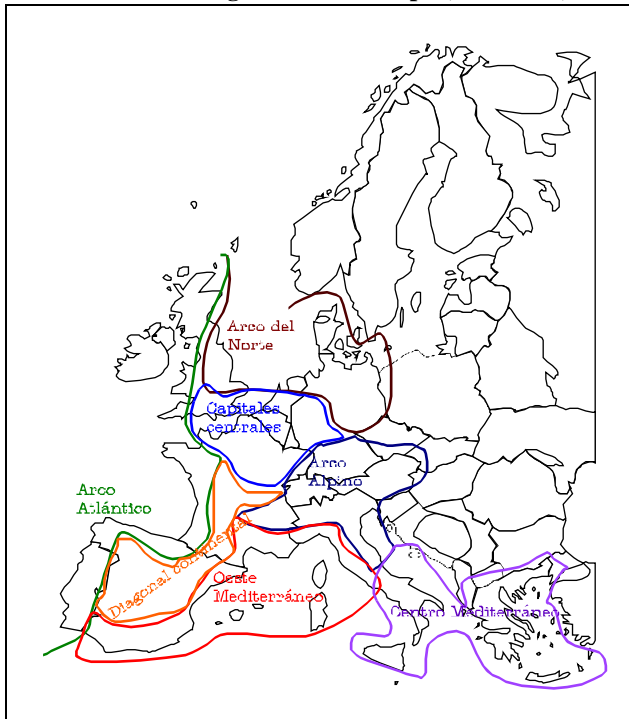 Arco del
Norte
Capitales
centrales
Arco
Alpino
Arco
Atlántico
Diagonal continental
Oeste
Mediterráneo
Centro Mediterráneo